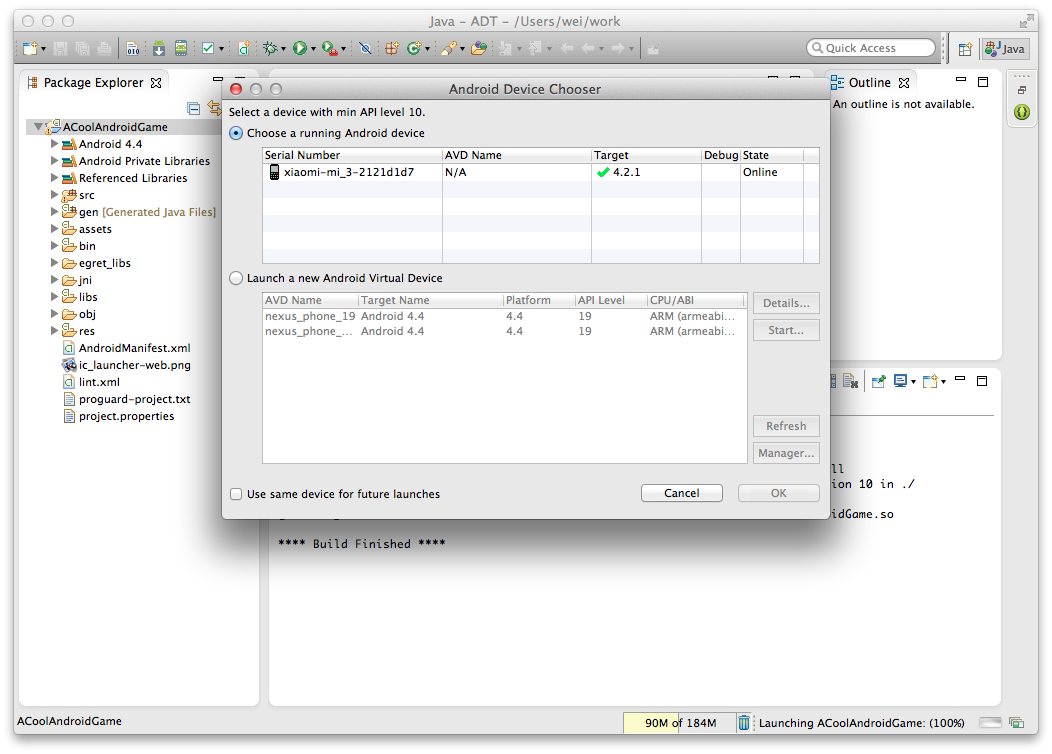 Java – ADT – /Users/wei/work
Quick Access
Java
Package Explorer
ACoolAndroidGame
Android 4.4
Android Private Libraries
Referenced Libraries
src
gen [Generated Java Files]
assets
bin
egret_libs
jni
libs
obj
res
AndroidManifest.xml
ic_launcher-web.png
lint.xml
proguard-project.txt
project.properties
Android Device Chooser
Select a device with min API level 10.
Choose a running Android device
Serial Number AVD Name Target Debug State
xiaomi-mi_3-2121d1d7 N/A 4.2.1 Online
Launch a new Android Virtual Device
AVD Name Target Name Platform API Level CPU/ABI
nexus_phone_19 Android 4.4 4.4 19 ARM (armeabi...
nexus_phone_... Android 4.4 4.4 19 ARM (armeabi...
Details...
Start...
Refresh
Manager...
Use same device for future launches
Cancel
OK
Outline
An outline is not available.
ll
ion 10 in ./
idGame.so
**** Build Finished ****
ACoolAndroidGame
90M of 184M
Launching ACoolAndroidGame: (100%)